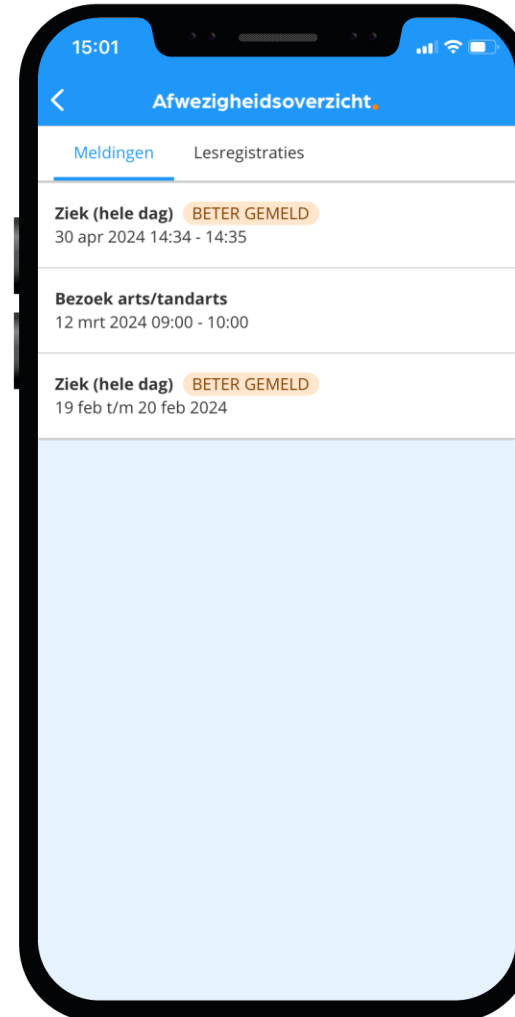 15:01
Afwezigheidsoverzicht.
Meldingen Lesregistraties
Ziek (hele dag) BETER GEMELD
30 apr 2024 14:34 - 14:35
Bezoek arts/tandarts
12 mrt 2024 09:00 - 10:00
Ziek (hele dag) BETER GEMELD
19 feb t/m 20 feb 2024